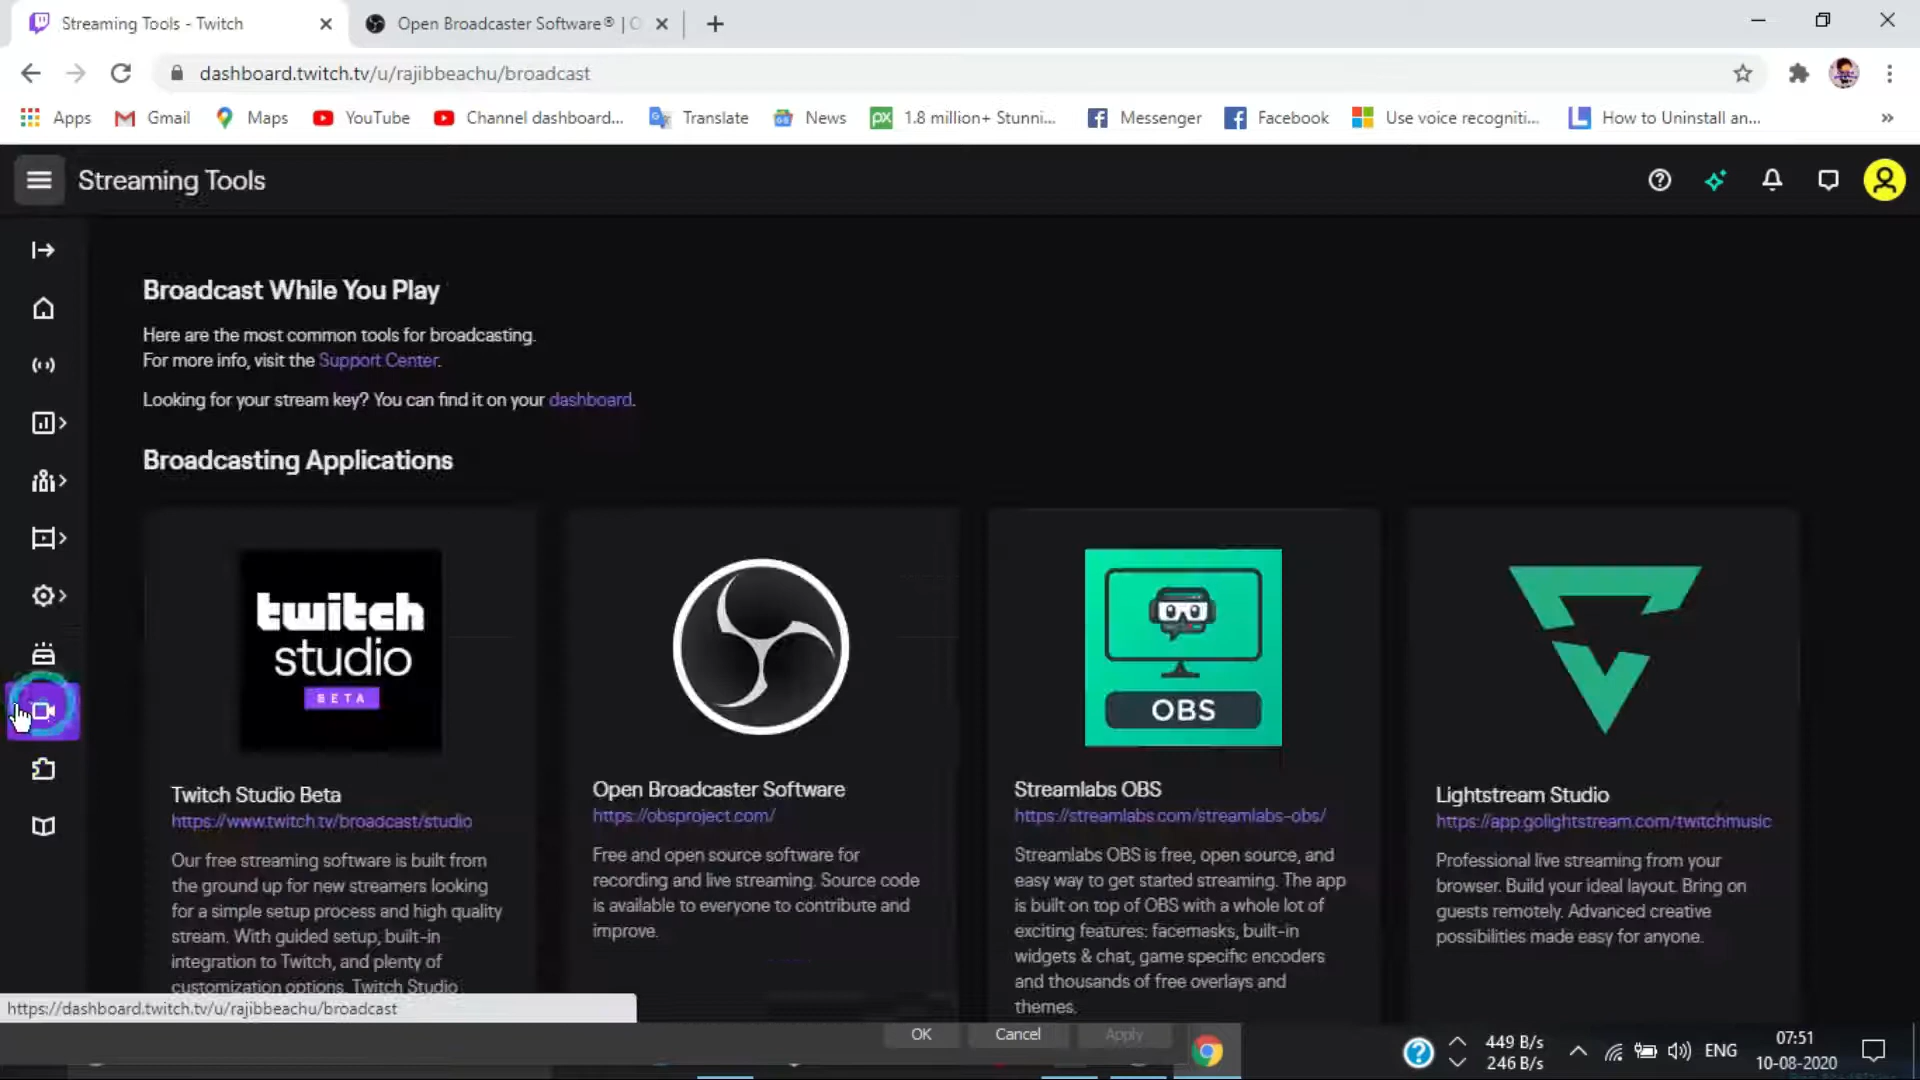 Streaming Tools - Twitch
Open Broadcaster Software® | O
dashboard.twitch.tv/u/rajibbeachu/broadcast
Apps
Gmail
Maps
YouTube
Channel dashboard...
Translate
News
px
1.8 million+ Stunni...
Messenger
Facebook
Use voice recogniti...
How to Uninstall an...
Streaming Tools
Broadcast While You Play
Here are the most common tools for broadcasting.
For more info, visit the Support Center.
Looking for your stream key? You can find it on your dashboard.
Broadcasting Applications
twitch
studio
BETA
OBS
Twitch Studio Beta
https://www.twitch.tv/broadcast/studio
Our free streaming software is built from
the ground up for new streamers looking
for a simple setup process and high quality
stream. With guided setup, built-in
integration to Twitch, and plenty of
customization options, Twitch Studio
Open Broadcaster Software
https://obsproject.com/
Free and open source software for
recording and live streaming. Source code
is available to everyone to contribute and
improve.
Streamlabs OBS
https://streamlabs.com/streamlabs-obs/
Streamlabs OBS is free, open source, and
easy way to get started streaming. The app
is built on top of OBS with a whole lot of
exciting features: facemasks, built-in
widgets & chat, game specific encoders
and thousands of free overlays and
themes.
Lightstream Studio
https://app.golightstream.com/twitchmusic
Professional live streaming from your
browser. Build your ideal layout. Bring on
guests remotely. Advanced creative
possibilities made easy for anyone.
https://dashboard.twitch.tv/u/rajibbeachu/broadcast
OK
Cancel
Apply
449 B/s
246 B/s
ENG
07:51
10-08-2020